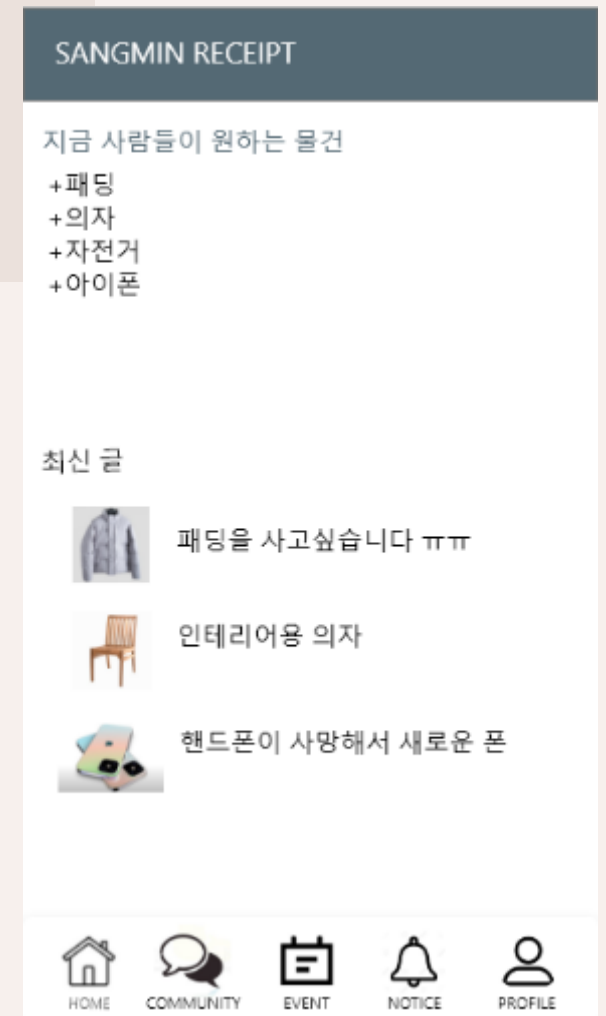 SANGMIN RECEIPT
지금 사람들이 원하는 물건
+패딩
+의자
+자전거
+아이폰
최신 글
패딩을 사고싶습니다 ㅠㅠ
인테리어용 의자
핸드폰이 사망해서 새로운 폰
HOME COMMUNITY EVENT NOTICE PROFILE